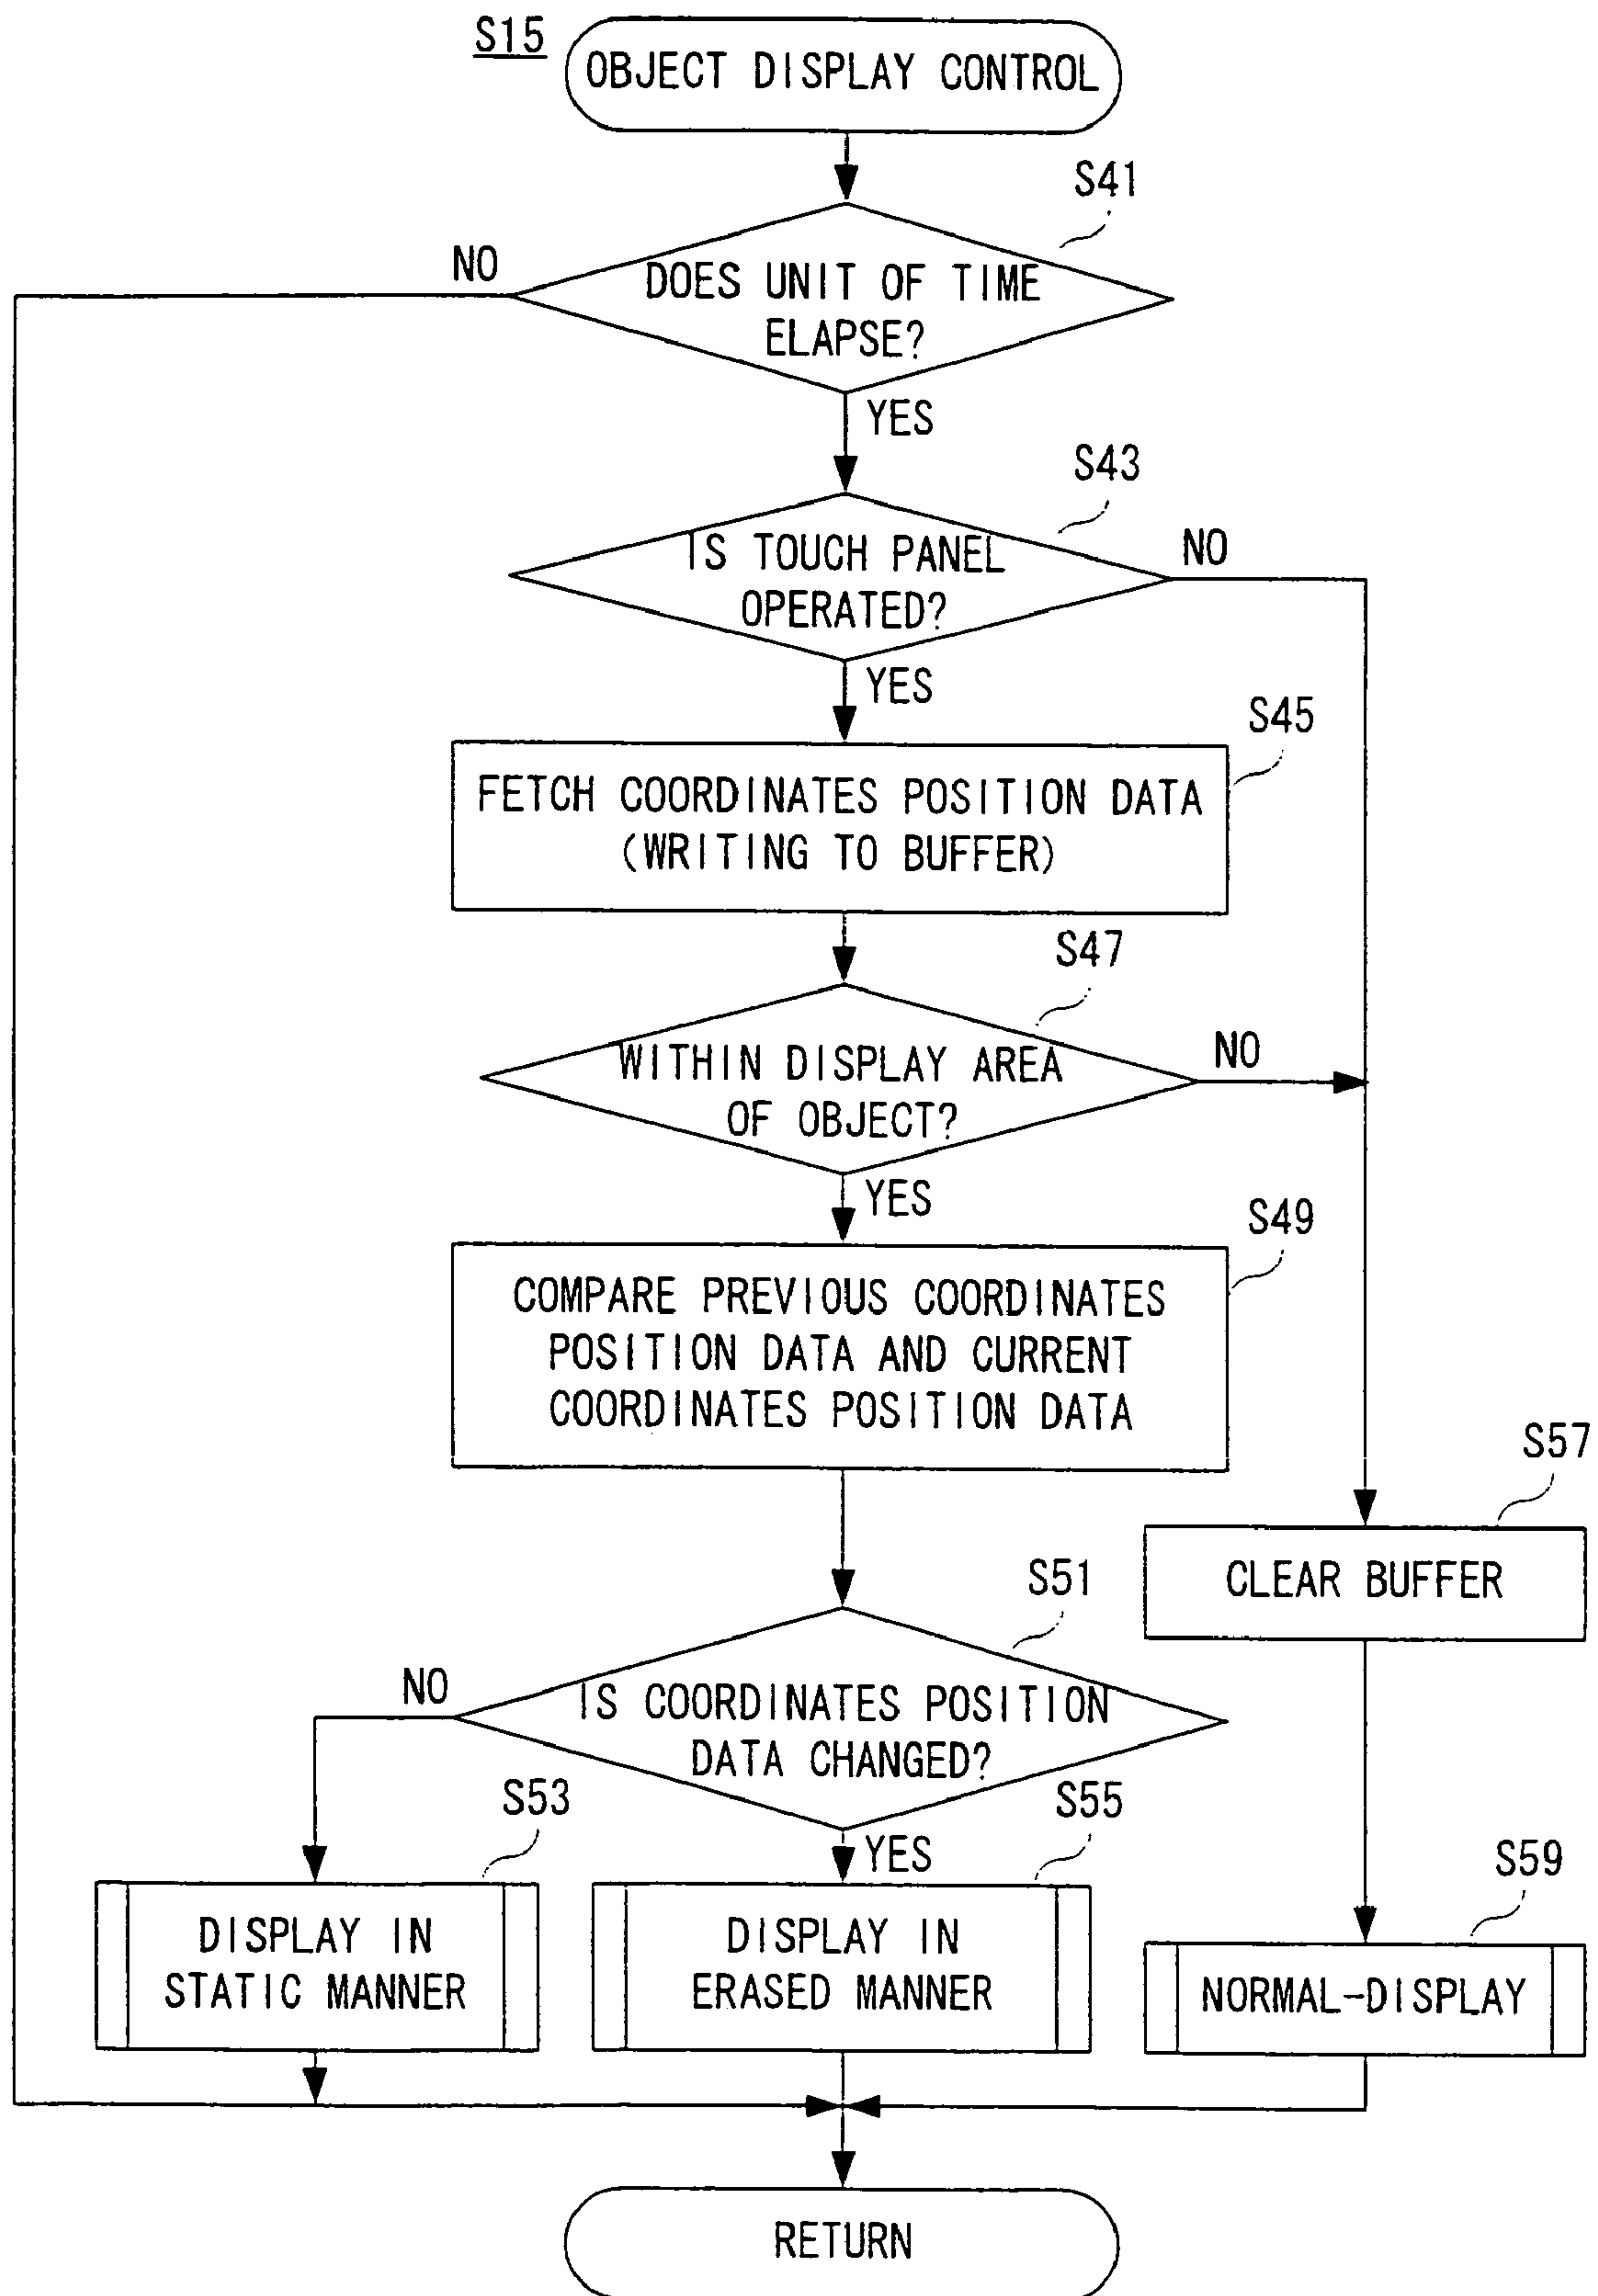 S15
OBJECT DISPLAY CONTROL
S41
NO
DOES UNIT OF TIME
ELAPSE?
YES
S43
NO
IS TOUCH PANEL
OPERATED?
YES
S45
FETCH COORDINATES POSITION DATA
(WRITING TO BUFFER)
S47
NO
WITHIN DISPLAY AREA
OF OBJECT?
YES
S49
COMPARE PREVIOUS COORDINATES
POSITION DATA AND CURRENT
COORDINATES POSITION DATA
S57
CLEAR BUFFER
S51
NO
IS COORDINATES POSITION
DATA CHANGED?
S53
S55
YES
S59
DISPLAY IN
STATIC MANNER
DISPLAY IN
ERASED MANNER
NORMAL-DISPLAY
RETURN